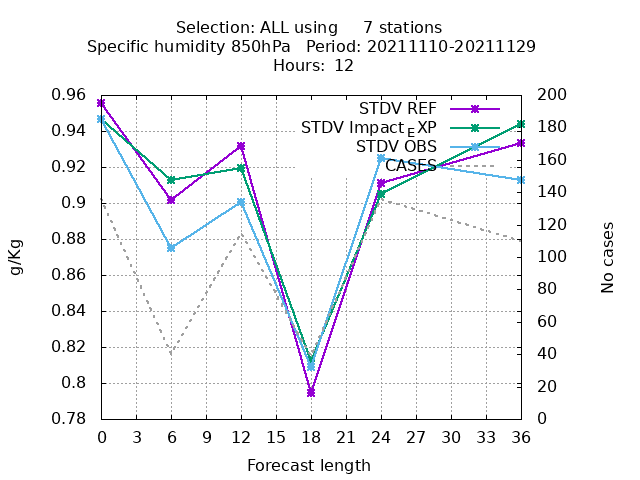 Selection: ALL using     7 stations
Specific humidity 850hPa   Period: 20211110-20211129
Hours:  12
STDV REF
STDV Impact_EXP
STDV OBS
CASES
0.96
0.94
0.92
0.9
0.88
0.86
0.84
0.82
0.8
0.78
g/Kg
200
180
160
140
120
100
80
60
40
20
0
No cases
0 3 6 9 12 15 18 21 24 27 30 33 36
Forecast length